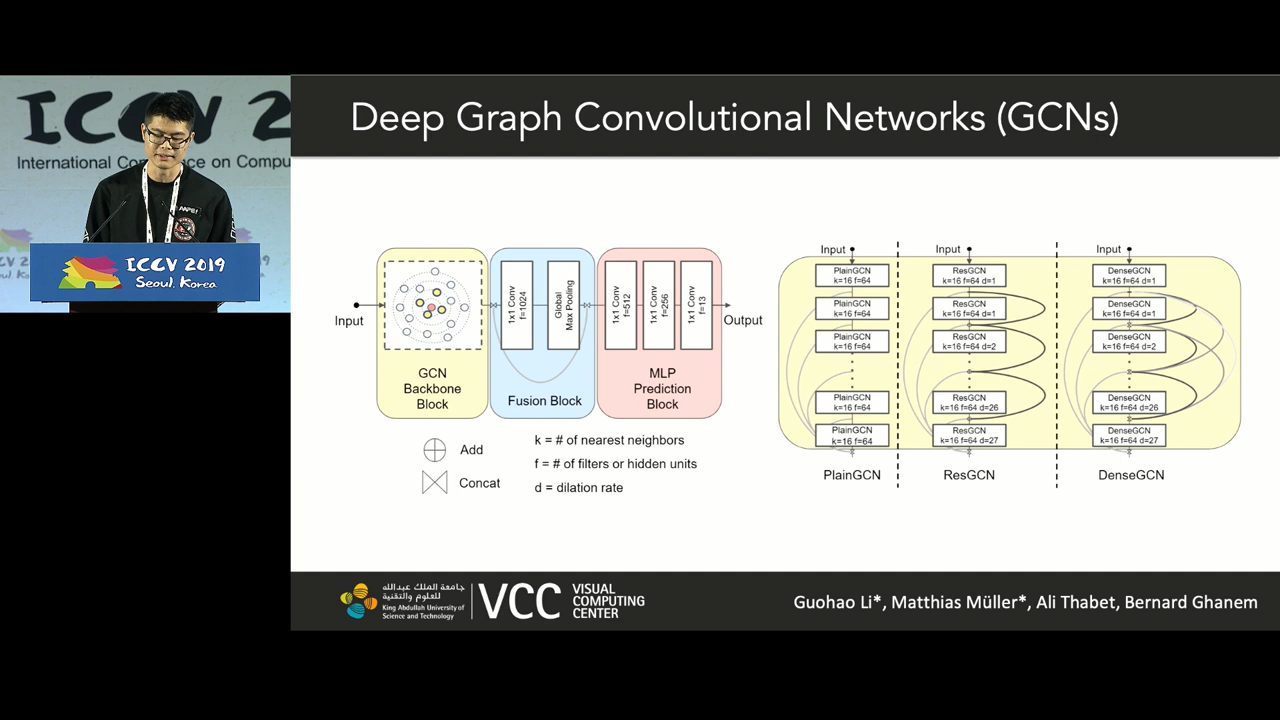 ICCV 2
International Con ce on Compu
ICCV 2019
Seoul, Korea
Deep Graph Convolutional Networks (GCNs)
Input
GCN
Backbone
Block
1x1 Conv
f=1024
Global
Max Pooling
Fusion Block
1x1 Conv
f=512
1x1 Conv
f=256
1x1 Conv
f=13
MLP
Prediction
Block
Output
Add
Concat
k = # of nearest neighbors
f = # of filters or hidden units
d = dilation rate
Input
PlainGCN
k=16 f=64
PlainGCN
k=16 f=64
PlainGCN
k=16 f=64
PlainGCN
k=16 f=64
PlainGCN
k=16 f=64
PlainGCN
Input
ResGCN
k=16 f=64 d=1
ResGCN
k=16 f=64 d=1
ResGCN
k=16 f=64 d=2
ResGCN
k=16 f=64 d=26
ResGCN
k=16 f=64 d=27
ResGCN
Input
DenseGCN
k=16 f=64 d=1
DenseGCN
k=16 f=64 d=1
DenseGCN
k=16 f=64 d=2
DenseGCN
k=16 f=64 d=26
DenseGCN
k=16 f=64 d=27
DenseGCN
جامعة الملك عبدالله
للعلوم والتقنية
King Abdullah University of
Science and Technology
VCC
VISUAL
COMPUTING
CENTER
Guohao Li*, Matthias Müller*, Ali Thabet, Bernard Ghanem